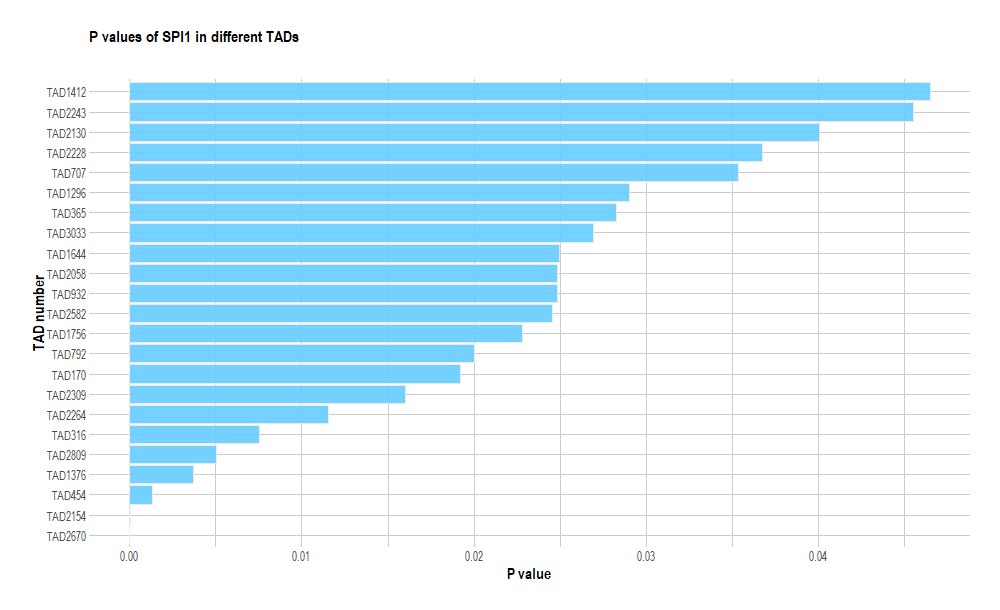 P values of SPI1 in different TADs
TAD number
TAD1412
TAD2243
TAD2130
TAD2228
TAD707
TAD1296
TAD365
TAD3033
TAD1644
TAD2058
TAD932
TAD2582
TAD1756
TAD792
TAD170
TAD2309
TAD2264
TAD316
TAD2809
TAD1376
TAD454
TAD2154
TAD2670
0.00 0.01 0.02 0.03 0.04
P value